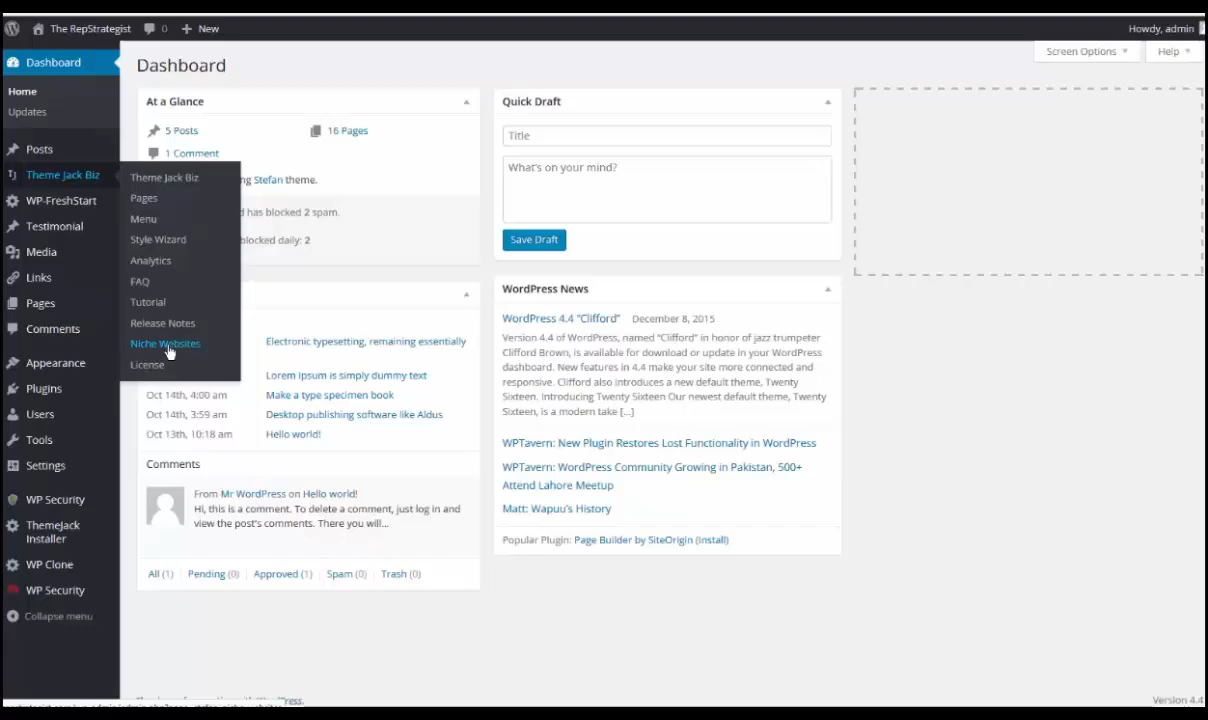 The RepStrategist
0
New
Howdy, admin
Dashboard
Home
Updates
Posts
Theme Jack Biz
WP-FreshStart
Testimonial
Media
Links
Pages
Comments
Appearance
Plugins
Users
Tools
Settings
WP Security
ThemeJack
Installer
WP Clone
WP Security
Collapse menu
Theme Jack Biz
Pages
Menu
Style Wizard
Analytics
FAQ
Tutorial
Release Notes
Niche Websites
License
Screen Options
Help
Dashboard
At a Glance
5 Posts
16 Pages
1 Comment
Stefan theme.
has blocked 2 spam.
blocked daily: 2
Electronic typesetting, remaining essentially
Lorem Ipsum is simply dummy text
Oct 14th, 4:00 am Make a type specimen book
Oct 14th, 3:59 am Desktop publishing software like Aldus
Oct 13th, 10:18 am Hello world!
Comments
From Mr WordPress on Hello world!
Hi, this is a comment. To delete a comment, just log in and
view the post's comments. There you will...
All (1) Pending (0) Approved (1) Spam (0) Trash (0)
Quick Draft
Title
What's on your mind?
Save Draft
WordPress News
WordPress 4.4 "Clifford" December 8, 2015
Version 4.4 of WordPress, named "Clifford" in honor of jazz trumpeter
Clifford Brown, is available for download or update in your WordPress
dashboard. New features in 4.4 make your site more connected and
responsive. Clifford also introduces a new default theme, Twenty
Sixteen. Introducing Twenty Sixteen Our newest default theme, Twenty
Sixteen, is a modern take [...]
WPTavern: New Plugin Restores Lost Functionality in WordPress
WPTavern: WordPress Community Growing in Pakistan, 500+
Attend Lahore Meetup
Matt: Wapuu's History
Popular Plugin: Page Builder by SiteOrigin (Install)
Version 4.4